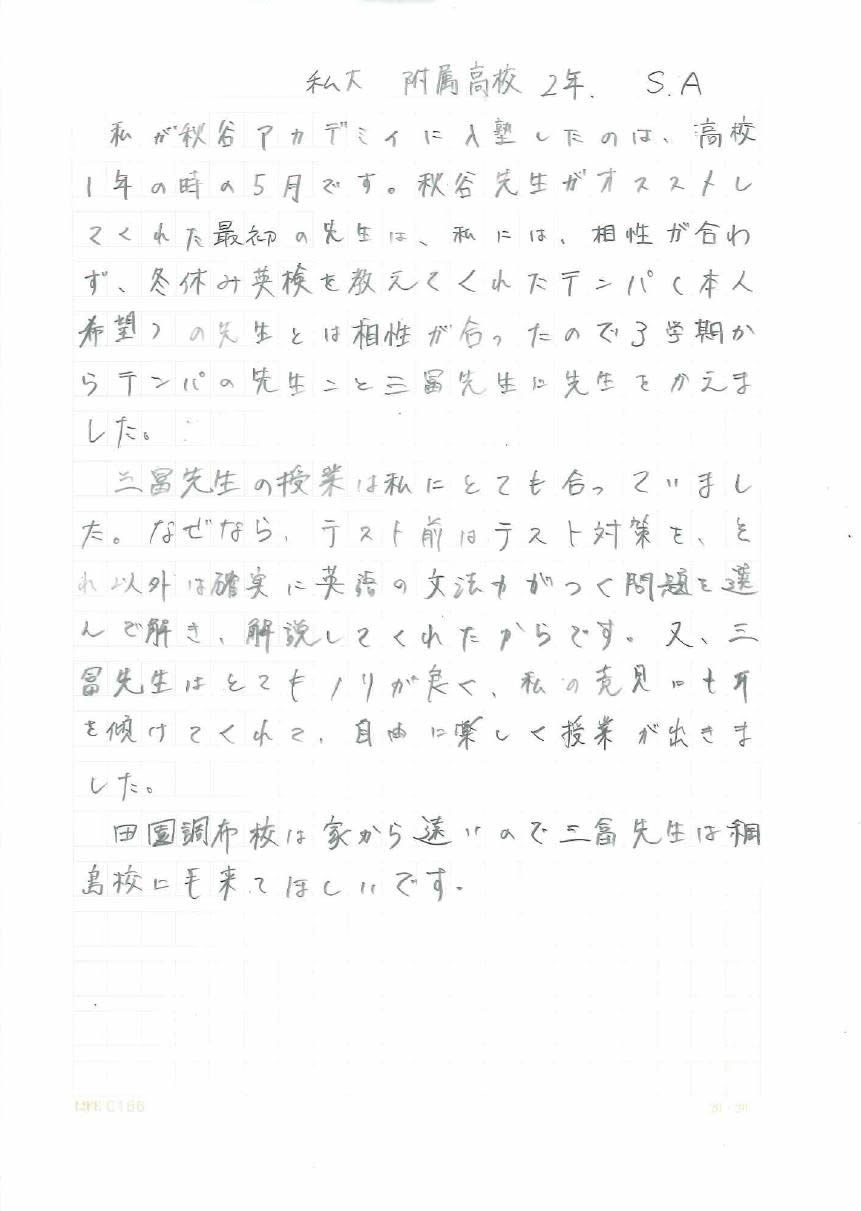 私大 附属高校 2年. S.A
私が秋谷アカデミイに入塾したのは、高校
1年の時の5月です。秋谷先生がオススメし
てくれた最初の先生は、私には、相性が合わ
ず、冬休み英検を教えてくれたテンパ(本人
希望)の先生とは相性が合ったので3学期か
らテンパの先生こと三冨先生に先生をかえま
した。
三冨先生の授業は私にとても合っていまし
た。なぜなら、テスト前はテスト対策を、そ
れ以外は確実に英語の文法力がつく問題を選
んで解き、解説してくれたからです。又、三
冨先生はとてもノリが良く、私の意見にも耳
を傾けてくれて、自由に楽しく授業が出きま
した。
田園調布校は家から遠いので三冨先生は綱
島校にも来てほしいです。
LIFE C166
20×20